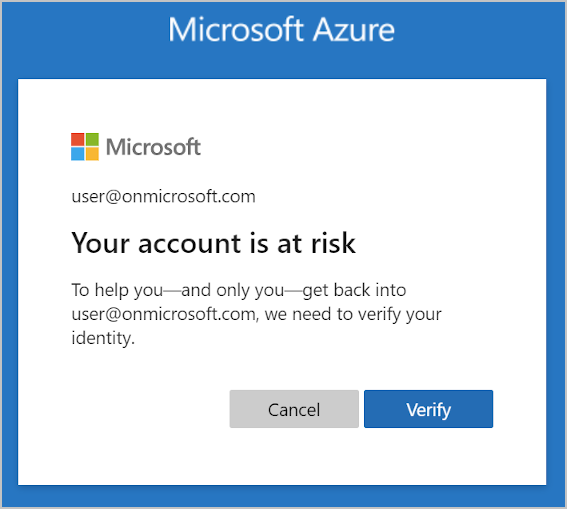 Microsoft Azure
Microsoft
user@onmicrosoft.com
Your account is at risk
To help you—and only you—get back into
user@onmicrosoft.com, we need to verify your
identity.
Cancel
Verify